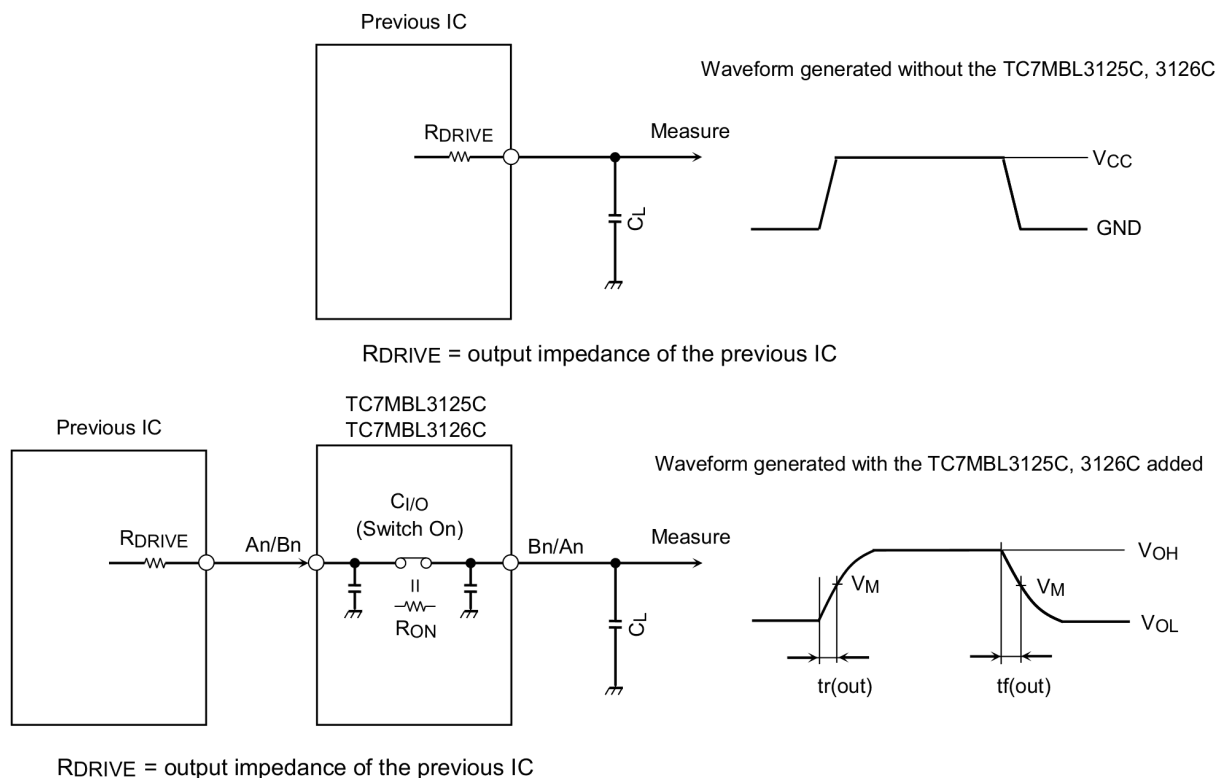 Previous IC
Waveform generated without the TC7MBL3125C, 3126C
RDRIVE
Measure
VCC
CL
GND
RDRIVE = output impedance of the previous IC
TC7MBL3125C
TC7MBL3126C
Previous IC
Waveform generated with the TC7MBL3125C, 3126C added
CI/O
(Switch On)
RDRIVE
An/Bn
Bn/An
Measure
VOH
VM
VM
=
RON
CL
VOL
tr(out)
tf(out)
RDRIVE = output impedance of the previous IC